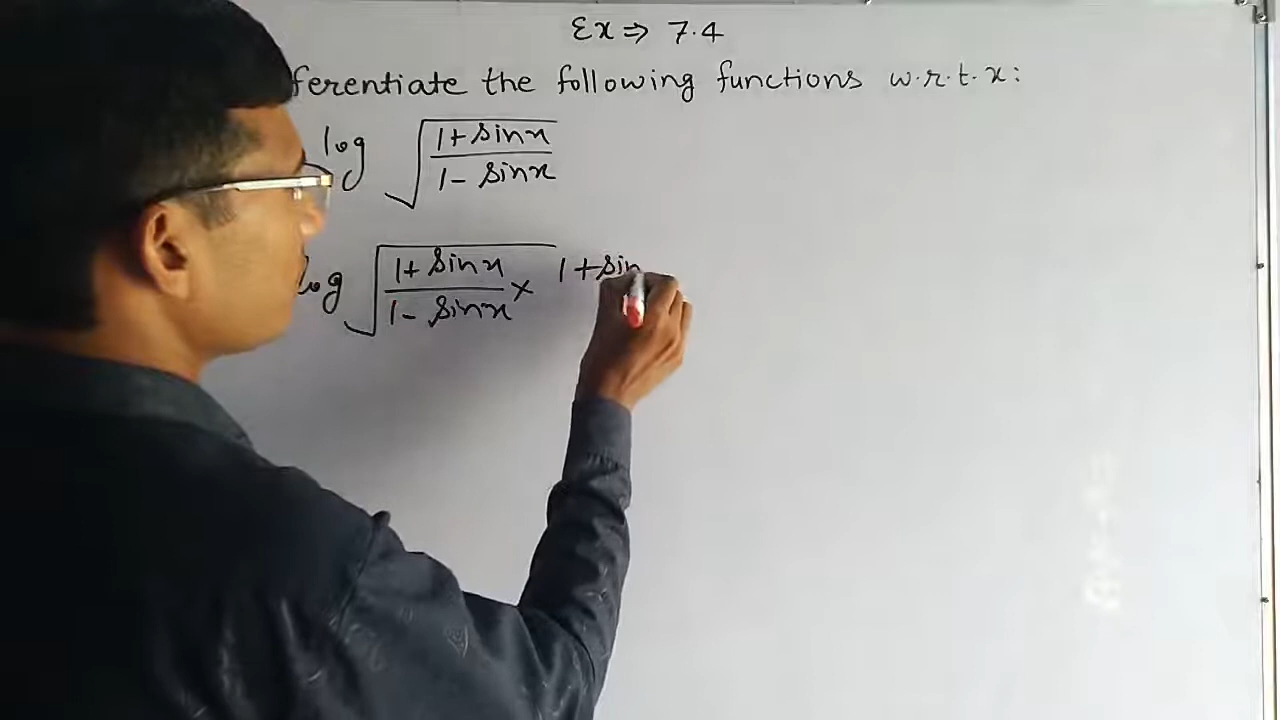 Ex ⇒ 7.4
ferentiate the following functions w.r.t. x:
log √((1+sinx)/(1-sinx))
log √((1+sinx)/(1-sinx) × 1+sin